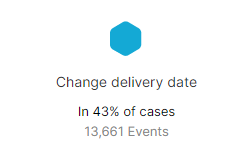 Change delivery date
In 43% of cases
13,661 Events